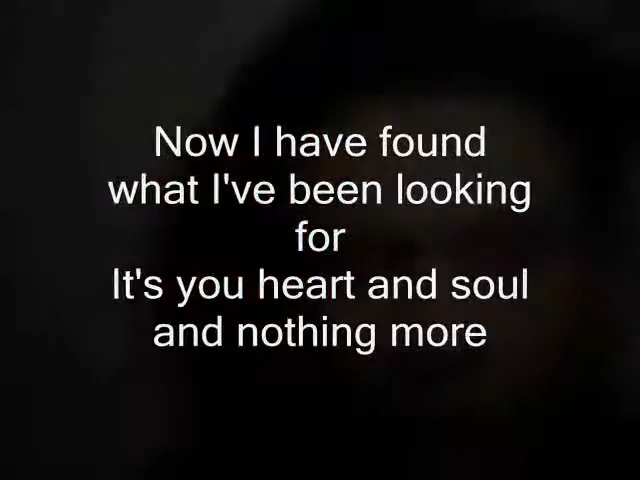 Now I have found
what I've been looking
for
It's you heart and soul
and nothing more